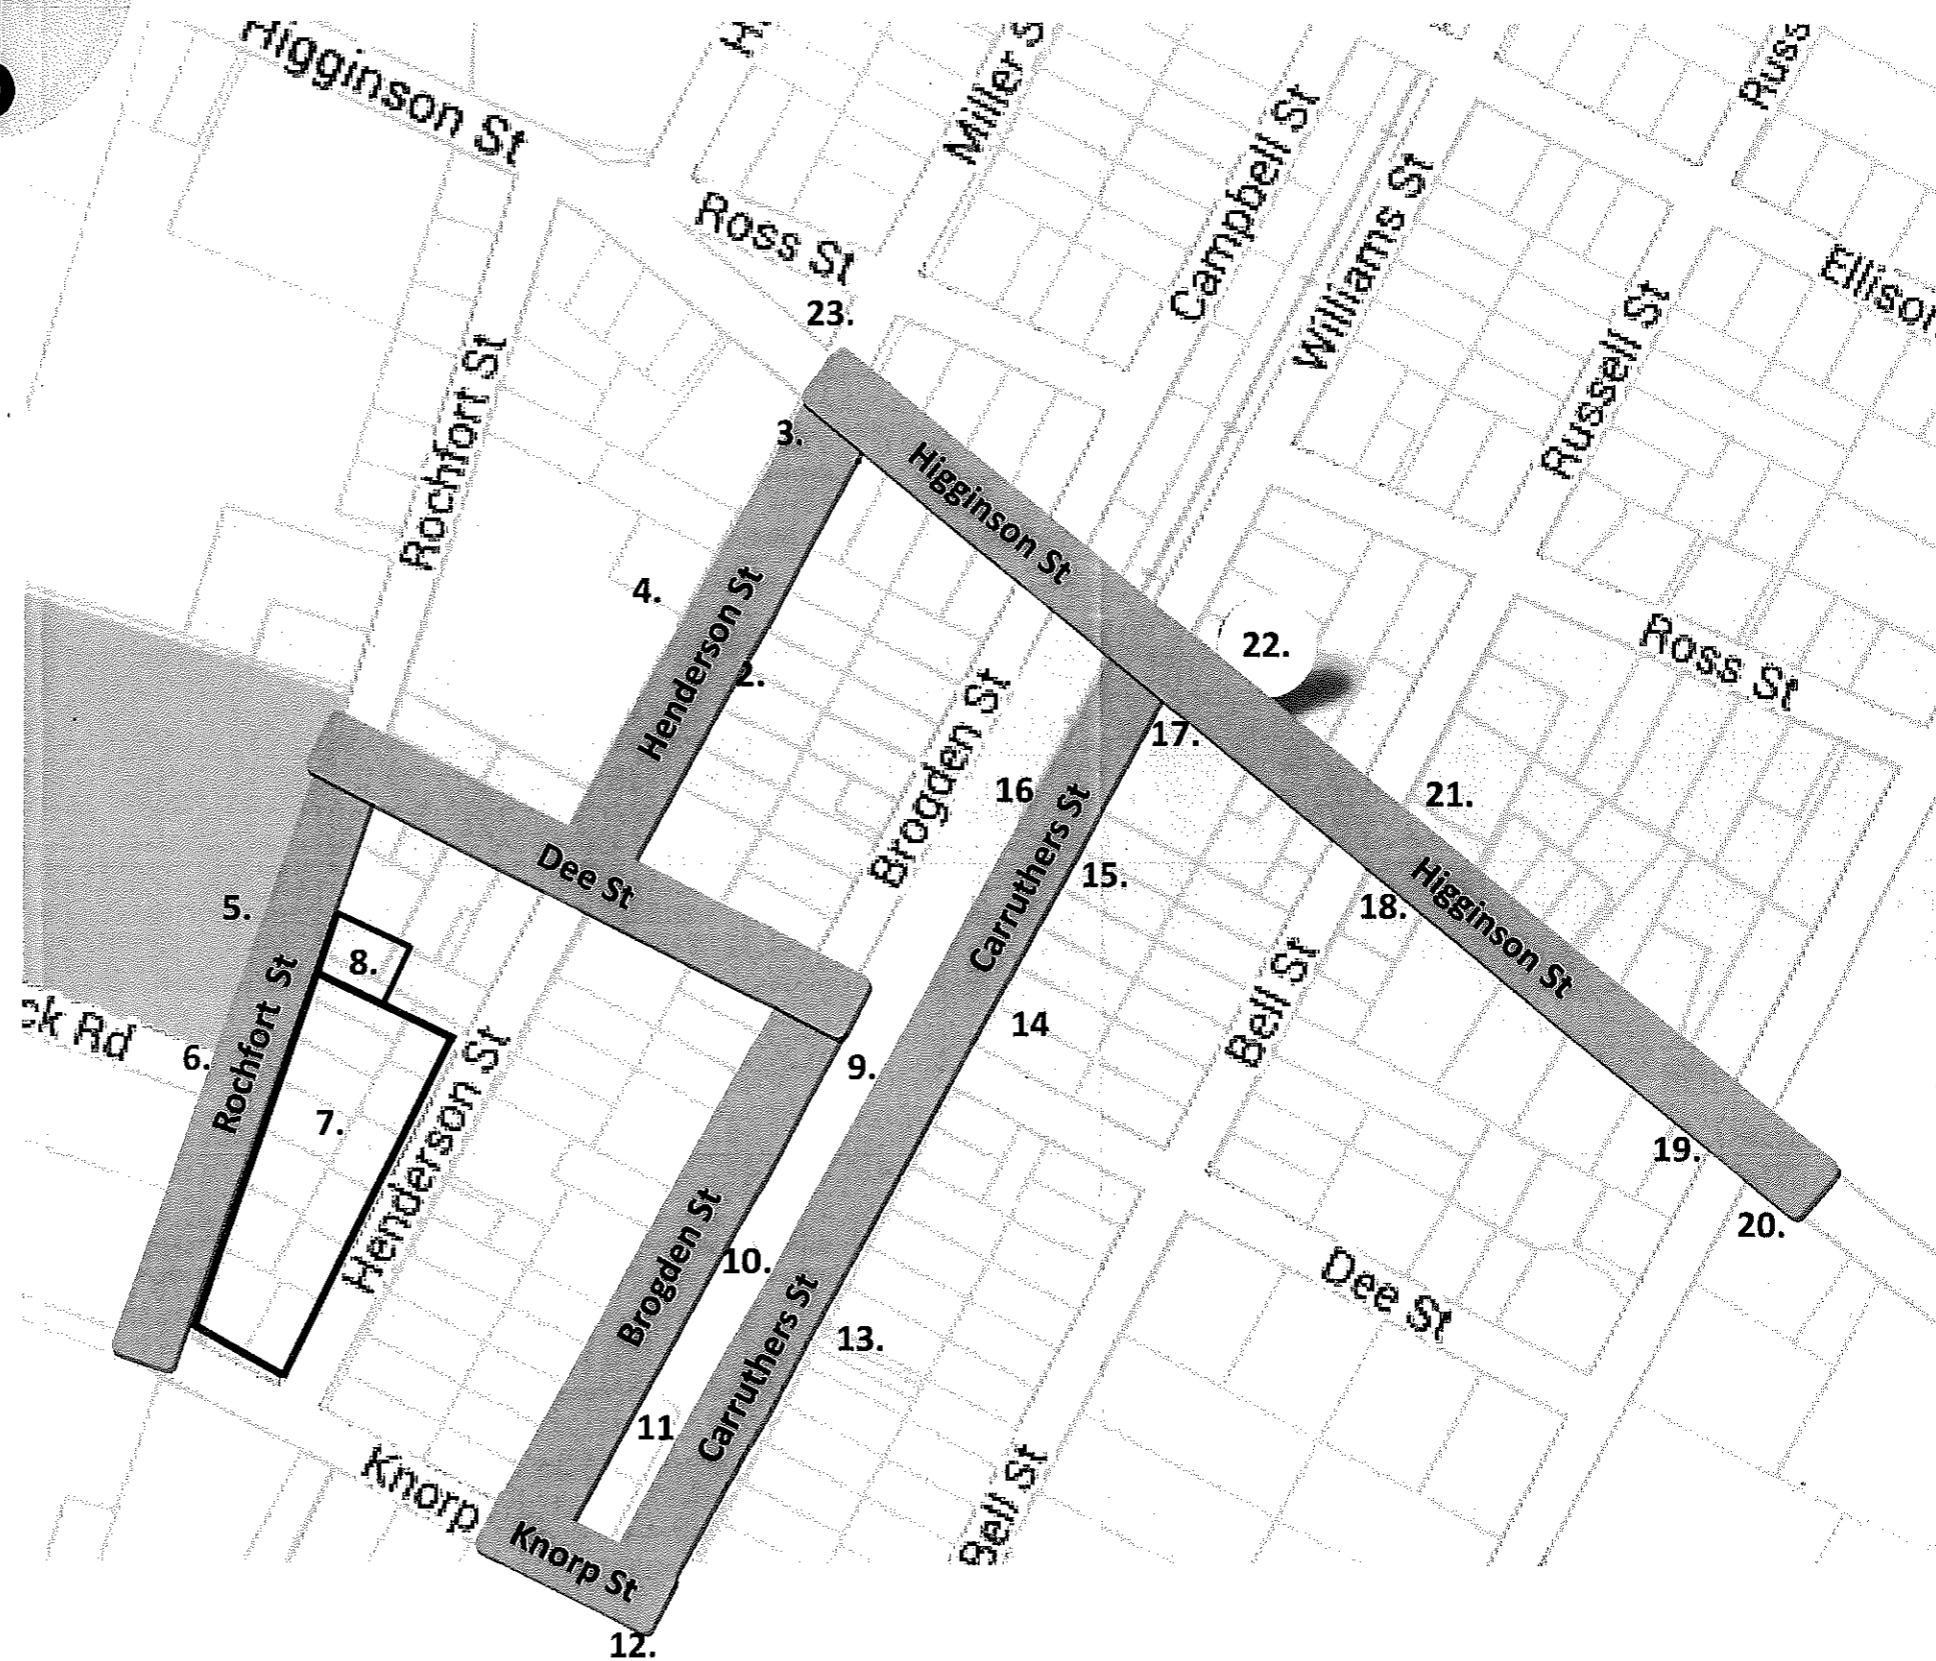 Higginson St
Miller S
Russ
Campbell St
Ross St
Williams St
Ellison
23.
Russell St
Rochfort St
3.
Higginson St
4.
Henderson St
2.
22.
Ross St
Brogden St
17.
16
21.
Carruthers St
15.
Dee St
18.
Higginson St
5.
8.
Rochfort St
14
Bell St
ck Rd
6.
9.
7.
Henderson St
19.
20.
Brogden St
10.
Dee St
Carruthers St
13.
11
Knorp
Bell St
Knorp St
12.